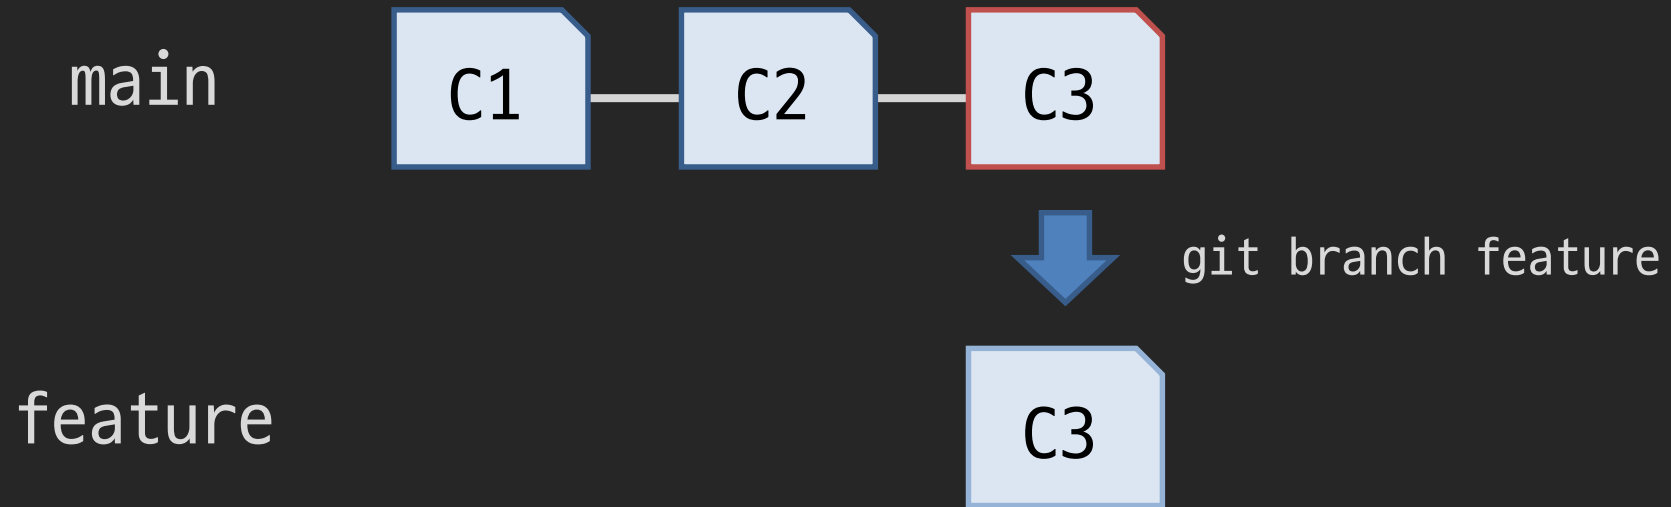 main
C1
C2
C3
git branch feature
feature
C3